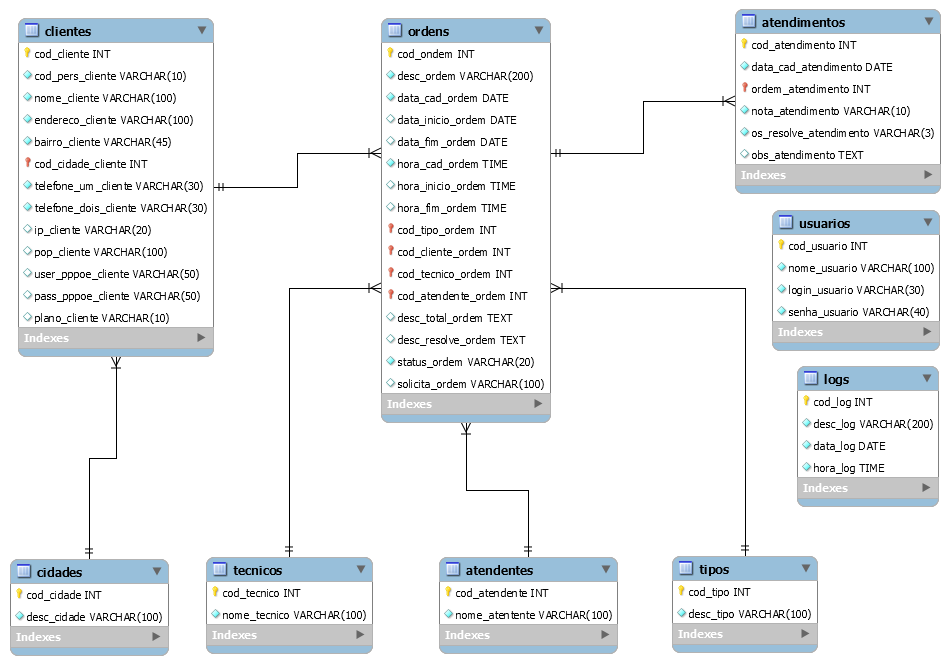 clientes
cod_cliente INT
cod_pers_cliente VARCHAR(10)
nome_cliente VARCHAR(100)
endereco_cliente VARCHAR(100)
bairro_cliente VARCHAR(45)
cod_cidade_cliente INT
telefone_um_cliente VARCHAR(30)
telefone_dois_cliente VARCHAR(30)
ip_cliente VARCHAR(20)
pop_cliente VARCHAR(100)
user_pppoe_cliente VARCHAR(50)
pass_pppoe_cliente VARCHAR(50)
plano_cliente VARCHAR(10)
Indexes
ordens
cod_ondem INT
desc_ordem VARCHAR(200)
data_cad_ordem DATE
data_inicio_ordem DATE
data_fim_ordem DATE
hora_cad_ordem TIME
hora_inicio_ordem TIME
hora_fim_ordem TIME
cod_tipo_ordem INT
cod_cliente_ordem INT
cod_tecnico_ordem INT
cod_atendente_ordem INT
desc_total_ordem TEXT
desc_resolve_ordem TEXT
status_ordem VARCHAR(20)
solicita_ordem VARCHAR(100)
Indexes
atendimentos
cod_atendimento INT
data_cad_atendimento DATE
ordem_atendimento INT
nota_atendimento VARCHAR(10)
os_resolve_atendimento VARCHAR(3)
obs_atendimento TEXT
Indexes
usuarios
cod_usuario INT
nome_usuario VARCHAR(100)
login_usuario VARCHAR(30)
senha_usuario VARCHAR(40)
Indexes
logs
cod_log INT
desc_log VARCHAR(200)
data_log DATE
hora_log TIME
Indexes
cidades
cod_cidade INT
desc_cidade VARCHAR(100)
Indexes
tecnicos
cod_tecnico INT
nome_tecnico VARCHAR(100)
Indexes
atendentes
cod_atendente INT
nome_atentente VARCHAR(100)
Indexes
tipos
cod_tipo INT
desc_tipo VARCHAR(100)
Indexes